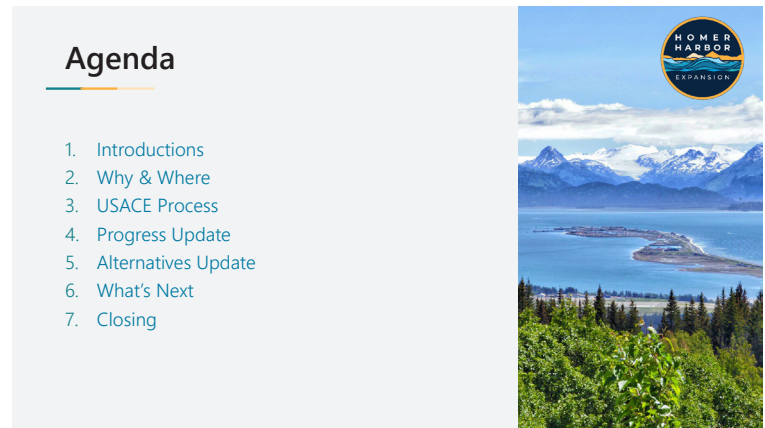 Agenda
1. Introductions
2. Why & Where
3. USACE Process
4. Progress Update
5. Alternatives Update
6. What's Next
7. Closing
HOMER
HARBOR
EXPANSION